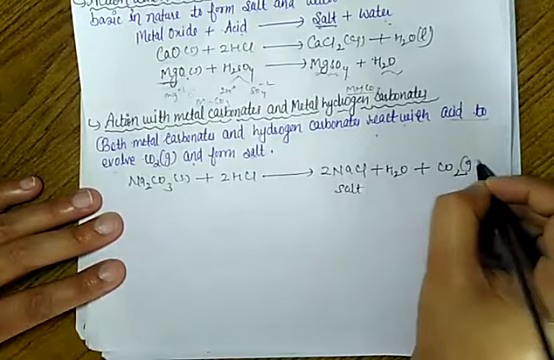 basic in nature to form salt and
Metal Oxide + Acid → Salt + Water
CaO(s) + 2HCl → CaCl2 + H2O(l)
MgO(s) + H2SO4 → MgSO4 + H2O
Action with metal carbonates and Metal hydrogen carbonates
Both metal carbonates and hydrogen carbonates react with acid to
evolve CO2(g) and form salt.
Na2CO3(s) + 2HCl → 2NaCl + H2O + CO2(g
salt